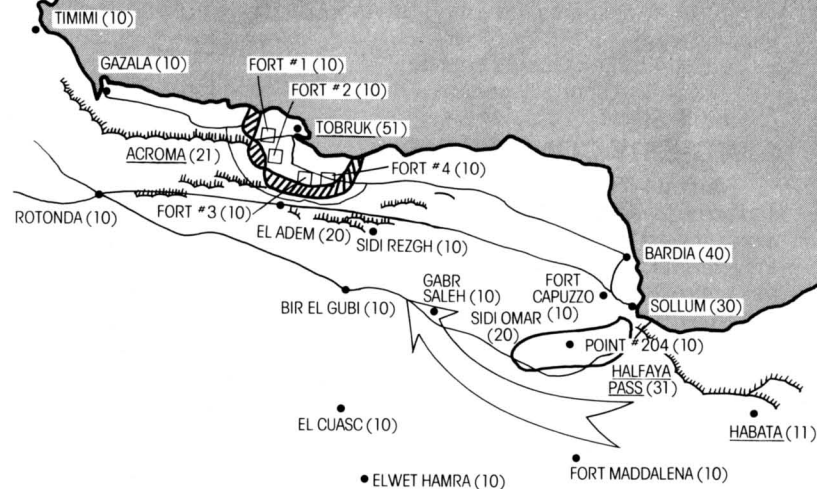 TIMIMI (10)
GAZALA (10)
FORT #1 (10)
FORT #2 (10)
TOBRUK (51)
ACROMA (21)
FORT #4 (10)
ROTONDA (10)
FORT #3 (10)
EL ADEM (20)
SIDI REZGH (10)
BARDIA (40)
GABR
SALEH (10)
FORT
CAPUZZO
(10)
BIR EL GUBI (10)
SIDI OMAR
(20)
SOLLUM (30)
POINT #204 (10)
HALFAYA
PASS (31)
EL CUASC (10)
HABATA (11)
ELWET HAMRA (10)
FORT MADDALENA (10)